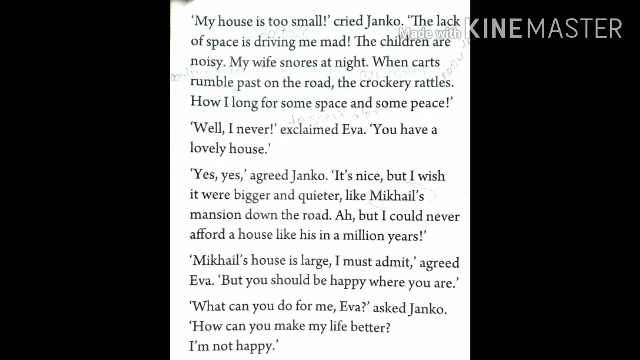 'My house is too small!' cried Janko. 'The lack
of space is driving me mad! The children are
noisy. My wife snores at night. When carts
rumble past on the road, the crockery rattles.
How I long for some space and some peace!'
'Well, I never!' exclaimed Eva. 'You have a
lovely house.'
'Yes, yes,' agreed Janko. 'It's nice, but I wish
it were bigger and quieter, like Mikhail's
mansion down the road. Ah, but I could never
afford a house like his in a million years!'
'Mikhail's house is large, I must admit,' agreed
Eva. 'But you should be happy where you are.'
'What can you do for me, Eva?' asked Janko.
'How can you make my life better?
I'm not happy.'
Made with KINEMASTER